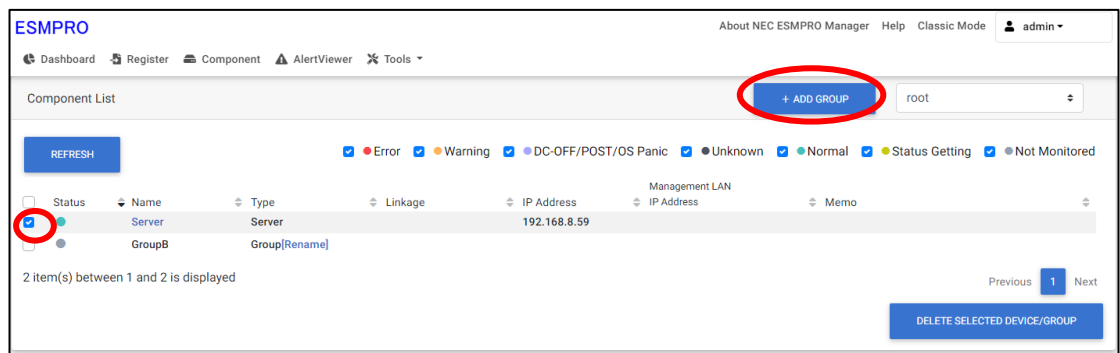 ESMPRO
About NEC ESMPRO Manager Help Classic Mode admin
Dashboard Register Component AlertViewer Tools
Component List + ADD GROUP root
REFRESH Error Warning DC-OFF/POST/OS Panic Unknown Normal Status Getting Not Monitored
Status Name Type Linkage IP Address Management LAN IP Address Memo
Server Server 192.168.8.59
GroupB Group[Rename]
2 item(s) between 1 and 2 is displayed
Previous 1 Next
DELETE SELECTED DEVICE/GROUP